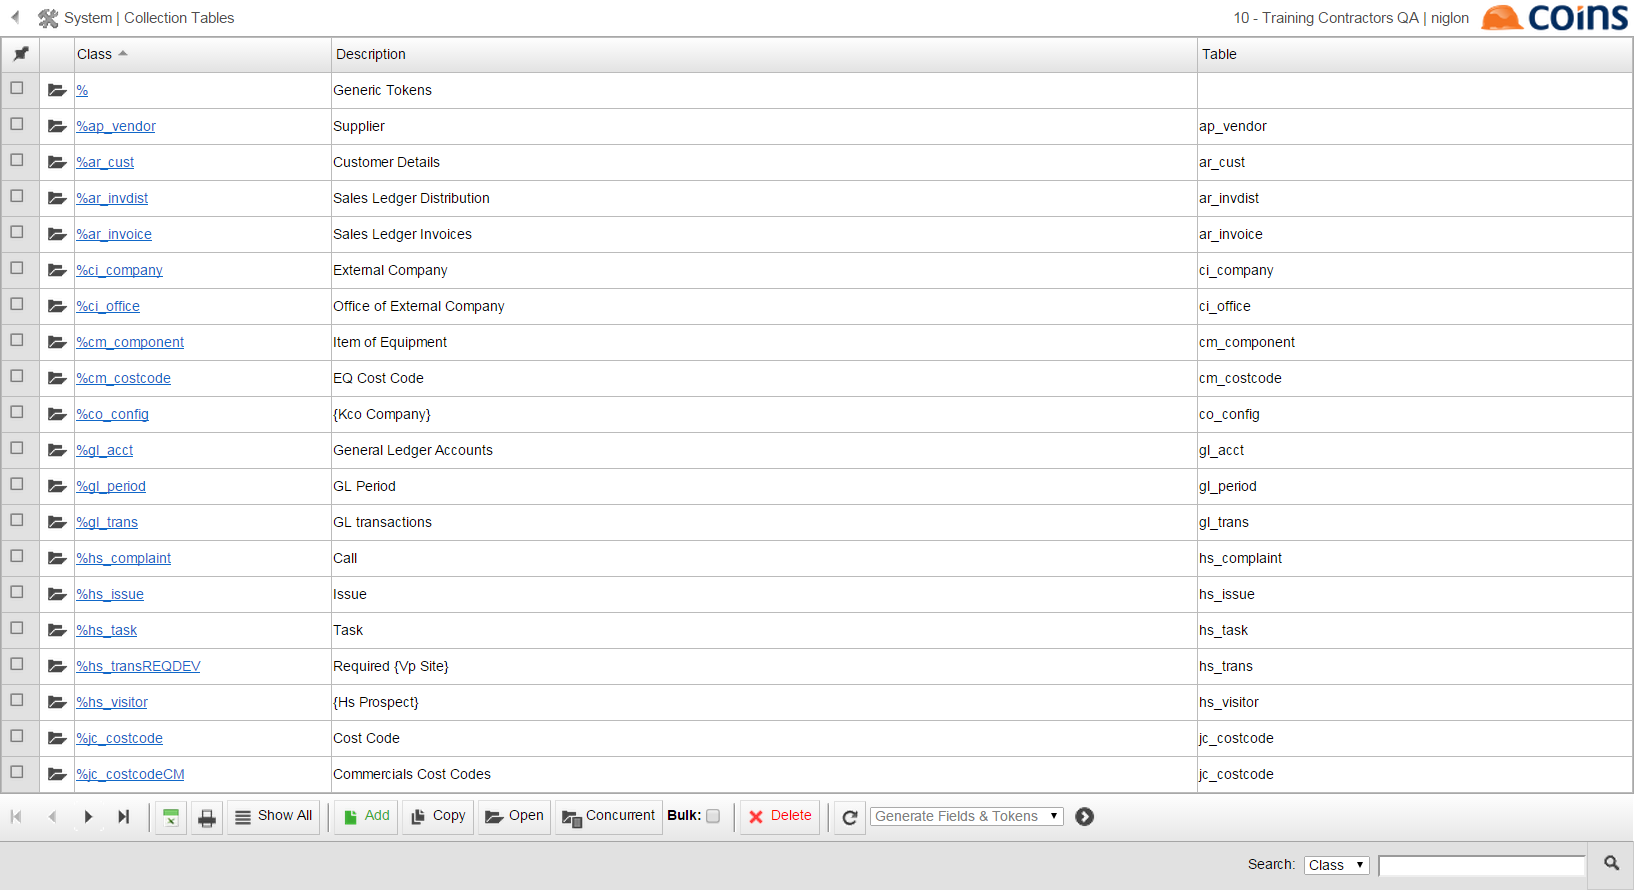 System | Collection Tables
10 - Training Contractors QA | niglon
coins
Class Description Table
% Generic Tokens
%ap_vendor Supplier ap_vendor
%ar_cust Customer Details ar_cust
%ar_invdist Sales Ledger Distribution ar_invdist
%ar_invoice Sales Ledger Invoices ar_invoice
%ci_company External Company ci_company
%ci_office Office of External Company ci_office
%cm_component Item of Equipment cm_component
%cm_costcode EQ Cost Code cm_costcode
%co_config {Kco Company} co_config
%gl_acct General Ledger Accounts gl_acct
%gl_period GL Period gl_period
%gl_trans GL transactions gl_trans
%hs_complaint Call hs_complaint
%hs_issue Issue hs_issue
%hs_task Task hs_task
%hs_transREQDEV Required {Vp Site} hs_trans
%hs_visitor {Hs Prospect} hs_visitor
%jc_costcode Cost Code jc_costcode
%jc_costcodeCM Commercials Cost Codes jc_costcode
Show All Add Copy Open Concurrent Bulk: Delete Generate Fields & Tokens
Search: Class